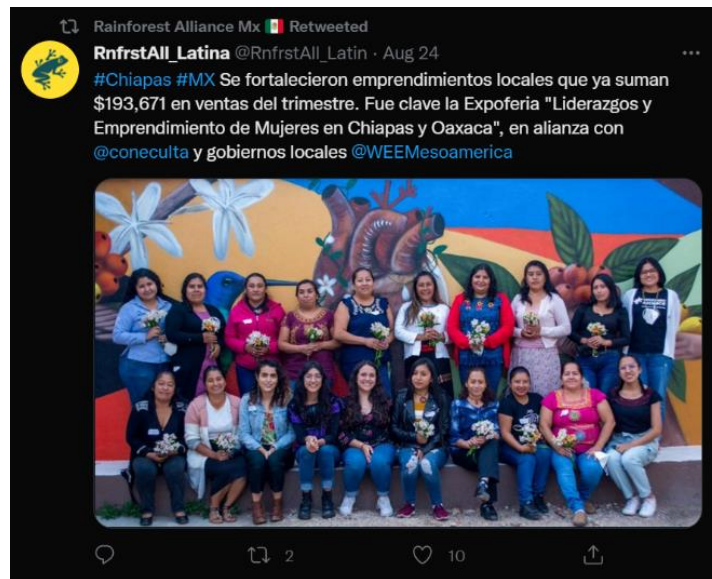 Rainforest Alliance Mx 🇲🇽 Retweeted
RnfrstAll_Latina @RnfrstAll_Latin · Aug 24
#Chiapas #MX Se fortalecieron emprendimientos locales que ya suman
$193,671 en ventas del trimestre. Fue clave la Expoferia "Liderazgos y
Emprendimiento de Mujeres en Chiapas y Oaxaca", en alianza con
@coneculta y gobiernos locales @WEEMesoamerica
2
10